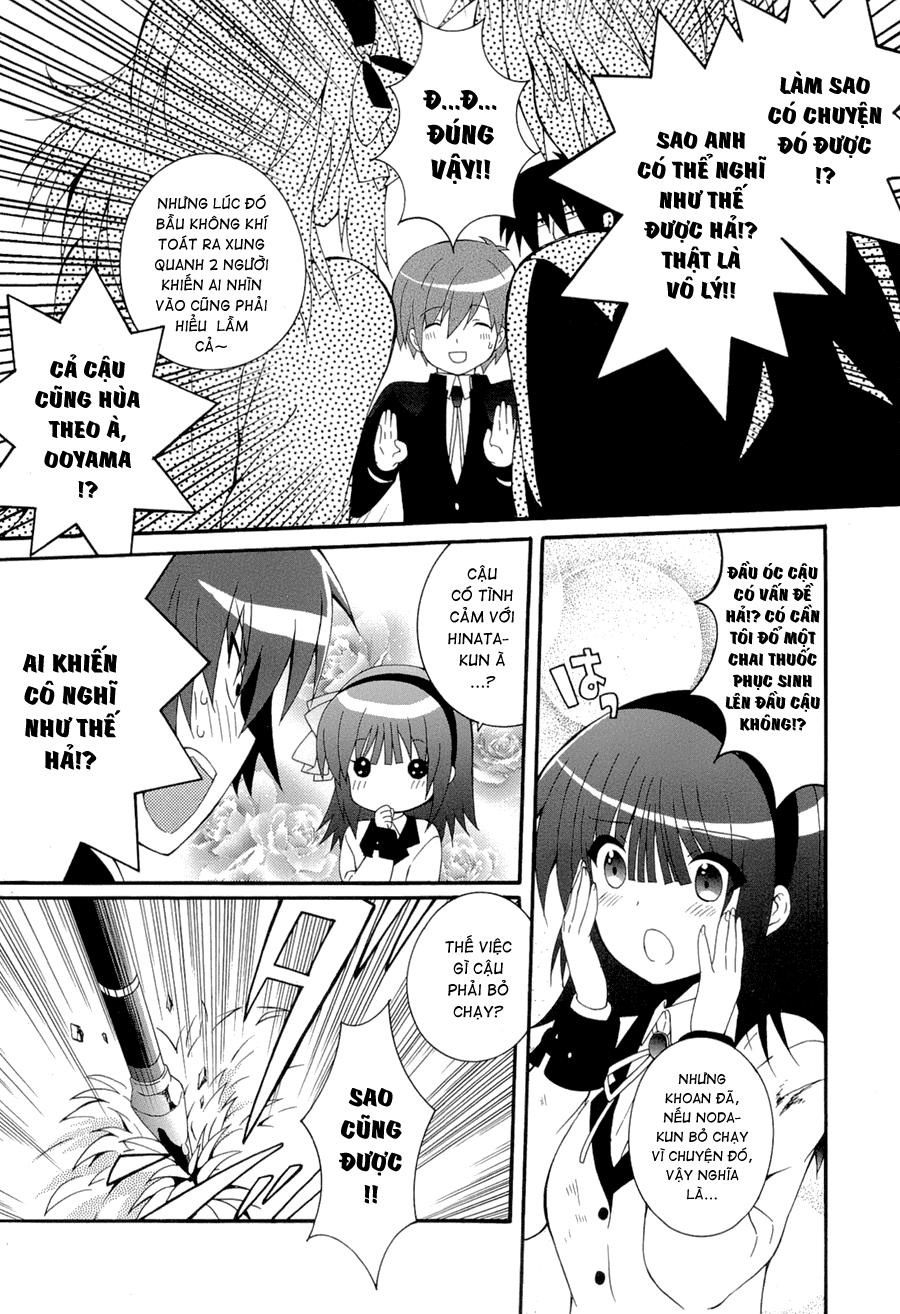 LÀM SAO
CÓ CHUYỆN
ĐÓ ĐƯỢC
!?
SAO ANH
CÓ THỂ NGHĨ
NHƯ THẾ
ĐƯỢC HẢ!?
THẬT LÀ
VÔ LÝ!!
Đ...Đ...
ĐÚNG
VẬY!!
NHƯNG LÚC ĐÓ
BẦU KHÔNG KHÍ
TOÁT RA XUNG
QUANH 2 NGƯỜI
KHIẾN AI NHÌN
VÀO CŨNG PHẢI
HIỂU LẦM
CẢ~
CẢ CẬU
CŨNG HÙA
THEO À,
OOYAMA
!?
ĐẦU ÓC CẬU
CÓ VẤN ĐỀ
HẢ!? CÓ CẦN
TÔI ĐỔ MỘT
CHAI THUỐC
PHỤC SINH
LÊN ĐẦU CẬU
KHÔNG!?
はっ
NHƯNG
KHOAN ĐÃ,
NẾU NODA-
KUN BỎ CHẠY
VÌ CHUYỆN ĐÓ,
VẬY NGHĨA
LÀ...
CẬU
CÓ TÌNH
CẢM VỚI
HINATA-
KUN À
...?
AI KHIẾN
CÔ NGHĨ
NHƯ THẾ
HẢ!?
THẾ VIỆC
GÌ CẬU
PHẢI BỎ
CHẠY?
SAO
CŨNG
ĐƯỢC
!!